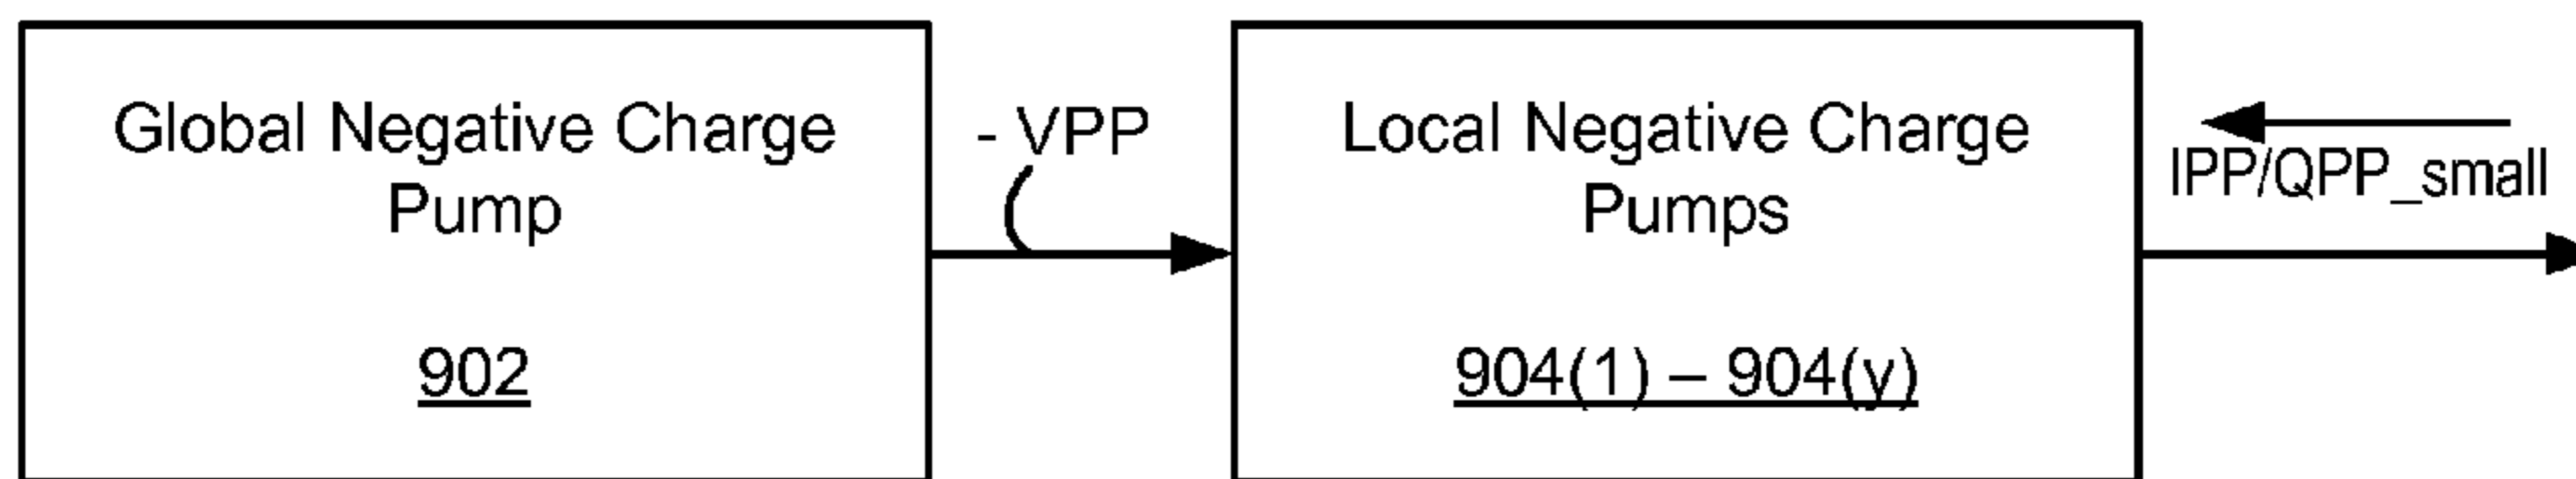 Global Negative Charge
Pump
902
- VPP
Local Negative Charge
Pumps
904(1) – 904(y)
IPP/QPP_small